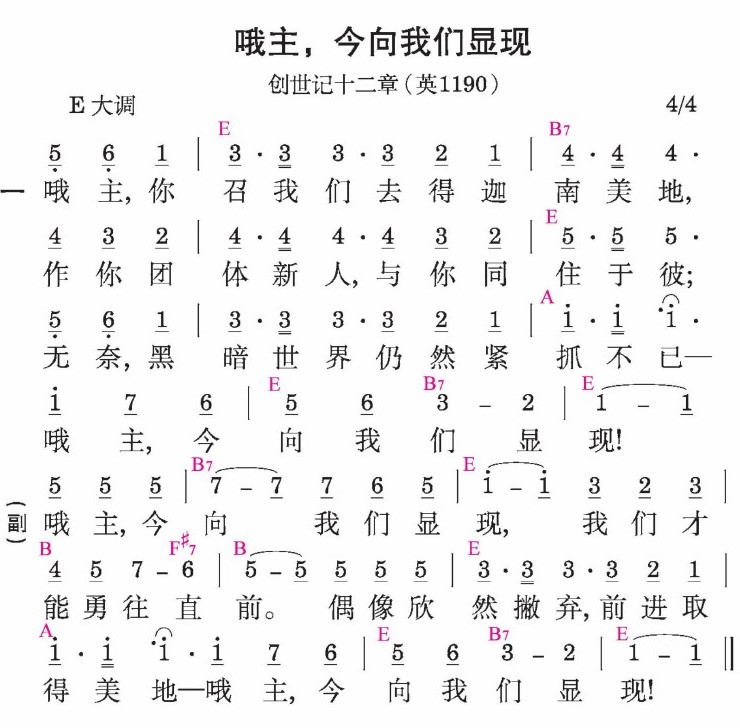 哦主，今向我们显现
创世记十二章（英1190）
E 大调 4/4
E B7
5 6 1 | 3 · 3 3 · 3 2 1 | 4 · 4 4 ·
一 哦 主, 你 召 我 们 去 得 迦 南 美 地,
E
4 3 2 | 4 · 4 4 · 4 3 2 | 5 · 5 5 ·
作 你 团 体 新 人, 与 你 同 住 于 彼;
A
5 6 1 | 3 · 3 3 · 3 2 1 | i · i i ·
无 奈, 黑 暗 世 界 仍 然 紧 抓 不 已—
E B7 E
i 7 6 | 5 6 3 – 2 | 1 – 1
哦 主, 今 向 我 们 显 现!
B7 E
5 5 5 | 7 – 7 7 6 5 | i – i 3 2 3 |
(副) 哦 主, 今 向 我 们 显 现, 我 们 才
B F#7 B E
4 5 7 – 6 | 5 – 5 5 5 5 | 3 · 3 3 · 3 2 1 |
能 勇 往 直 前。 偶 像 欣 然 撇 弃, 前 进 取
A E B7 E
i · i i · i 7 6 | 5 6 3 – 2 | 1 – 1 ‖
得 美 地—哦 主, 今 向 我 们 显 现!